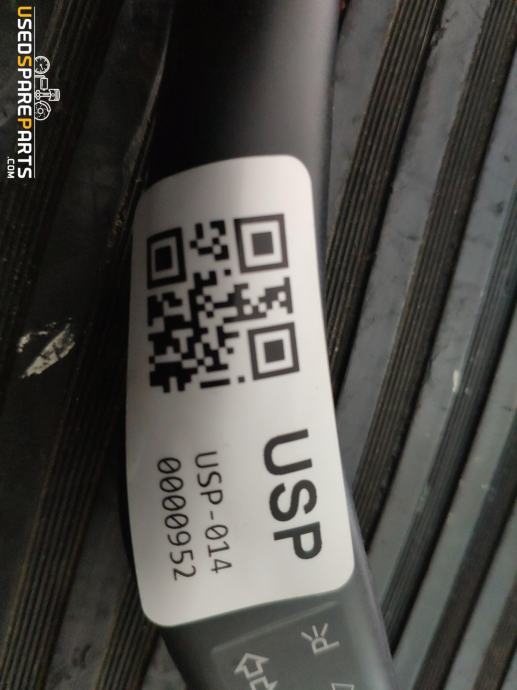 USEDSPAREPARTS
.COM
USP
USP-014
0000952